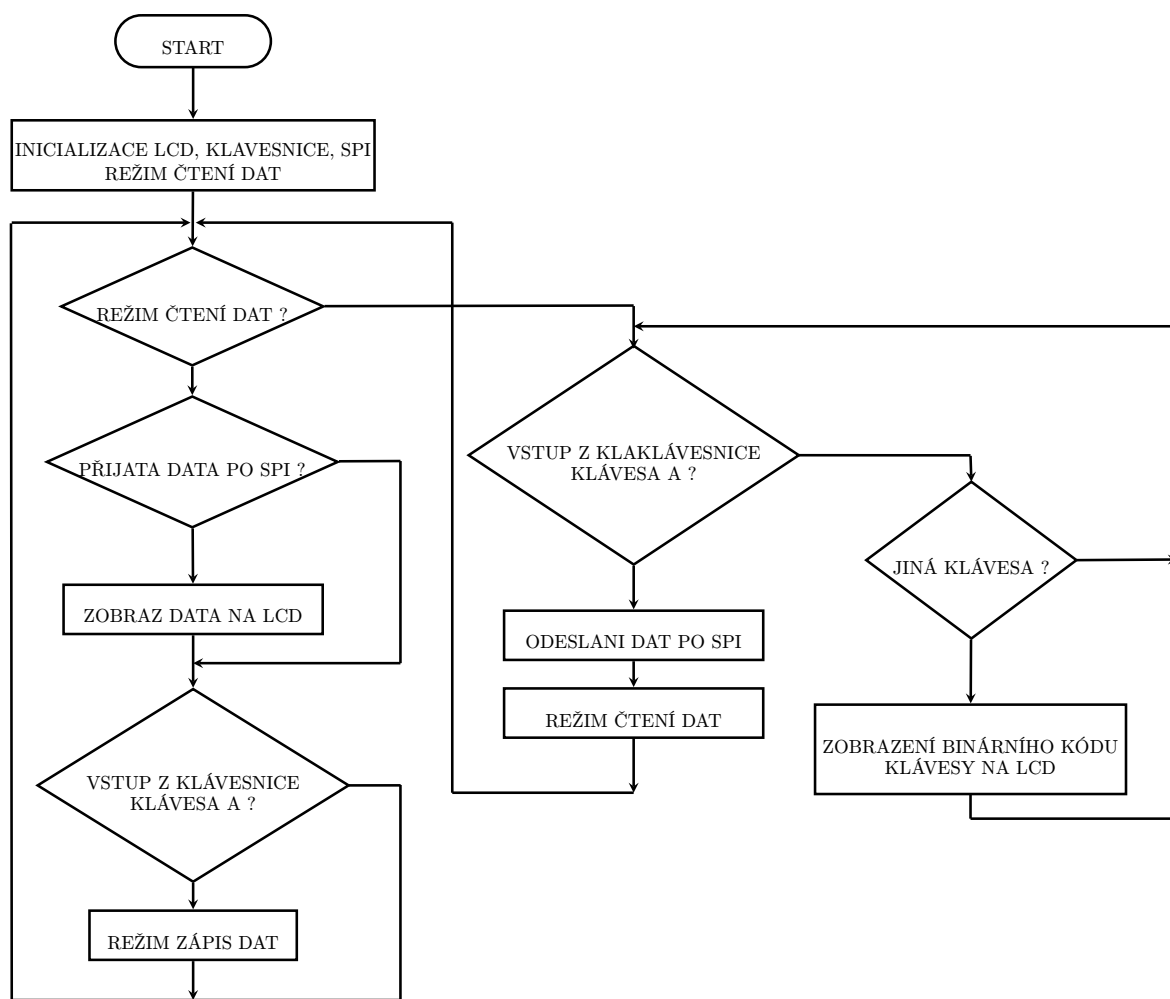 START
INICIALIZACE LCD, KLAVESNICE, SPI
REŽIM ČTENÍ DAT
REŽIM ČTENÍ DAT ?
PŘIJATA DATA PO SPI ?
ZOBRAZ DATA NA LCD
VSTUP Z KLÁVESNICE
KLÁVESA A ?
REŽIM ZÁPIS DAT
VSTUP Z KLAKLÁVESNICE
KLÁVESA A ?
ODESLANI DAT PO SPI
REŽIM ČTENÍ DAT
JINÁ KLÁVESA ?
ZOBRAZENÍ BINÁRNÍHO KÓDU
KLÁVESY NA LCD